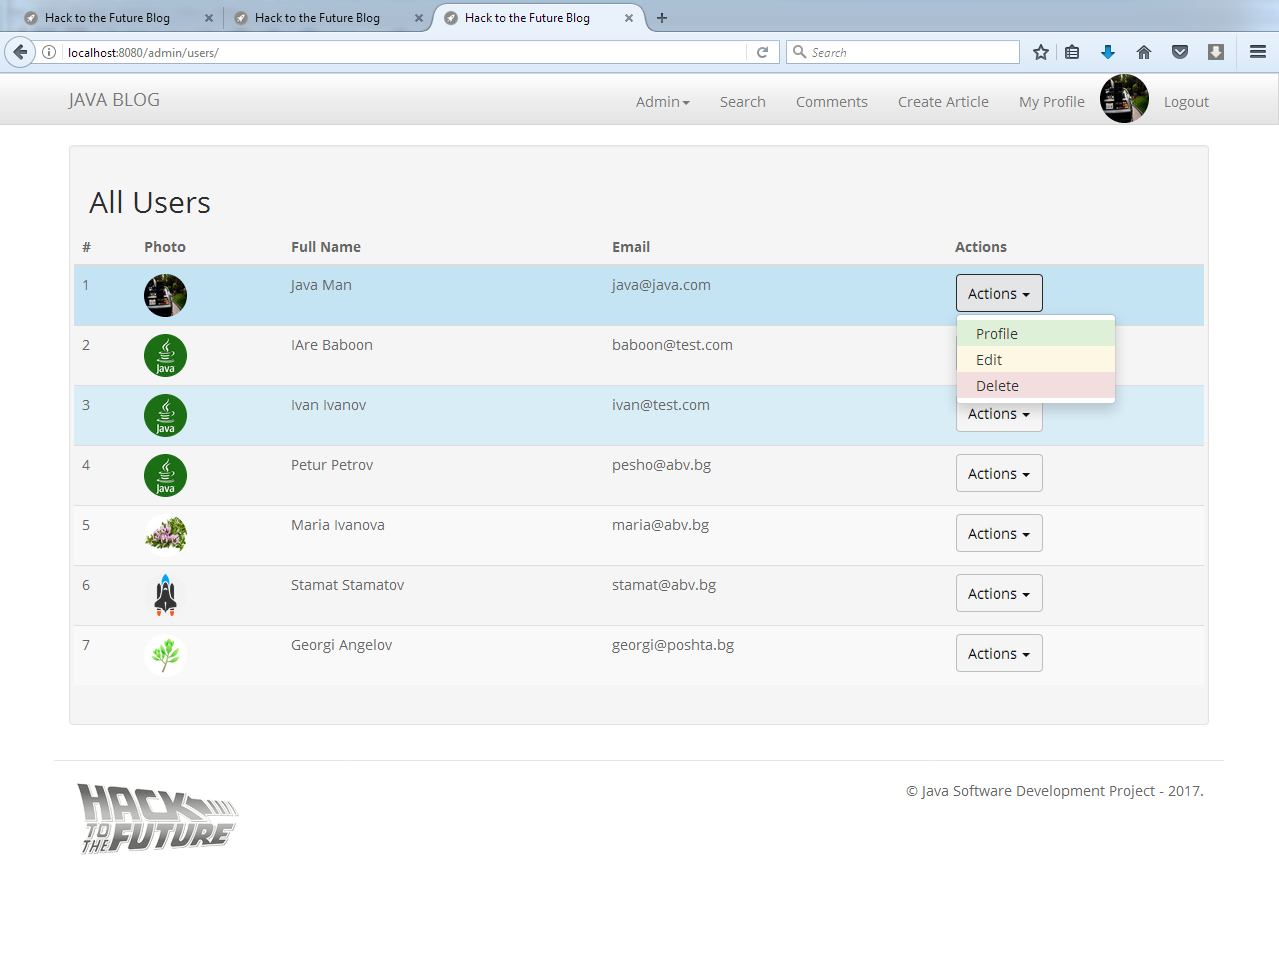 Hack to the Future Blog
Hack to the Future Blog
Hack to the Future Blog
localhost:8080/admin/users/
Search
JAVA BLOG
Admin
Search
Comments
Create Article
My Profile
Logout
All Users
# Photo Full Name Email Actions
1 Java Man java@java.com Actions
Profile
2 Java IAre Baboon baboon@test.com
Edit
Delete
3 Java Ivan Ivanov ivan@test.com Actions
4 Java Petur Petrov pesho@abv.bg Actions
5 Maria Ivanova maria@abv.bg Actions
6 Stamat Stamatov stamat@abv.bg Actions
7 Georgi Angelov georgi@poshta.bg Actions
HACK
TO
THE FUTURE
© Java Software Development Project - 2017.